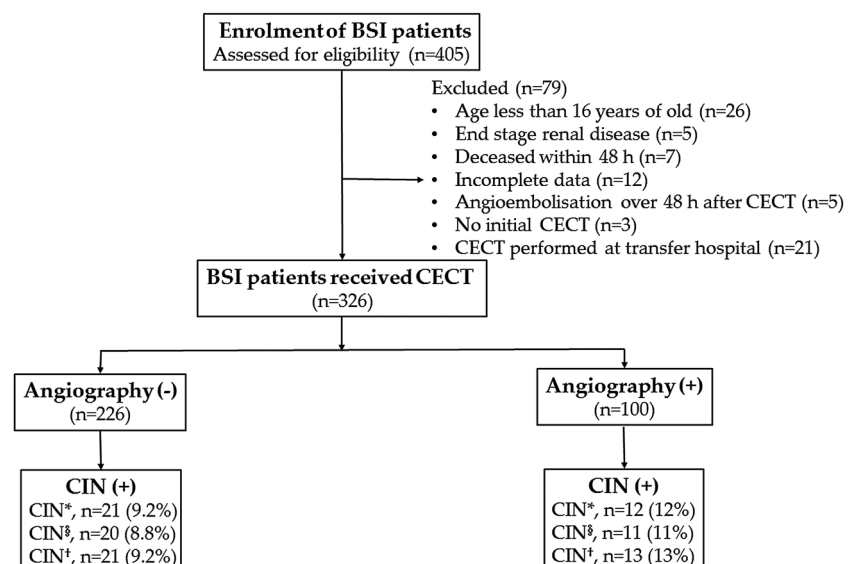 Enrolment of BSI patients
Assessed for eligibility (n=405)
Excluded (n=79)
• Age less than 16 years of old (n=26)
• End stage renal disease (n=5)
• Deceased within 48 h (n=7)
• Incomplete data (n=12)
• Angioembolisation over 48 h after CECT (n=5)
• No initial CECT (n=3)
• CECT performed at transfer hospital (n=21)
BSI patients received CECT
(n=326)
Angiography (-)
(n=226)
Angiography (+)
(n=100)
CIN (+)
CIN*, n=21 (9.2%)
CIN§, n=20 (8.8%)
CIN†, n=21 (9.2%)
CIN (+)
CIN*, n=12 (12%)
CIN§, n=11 (11%)
CIN†, n=13 (13%)